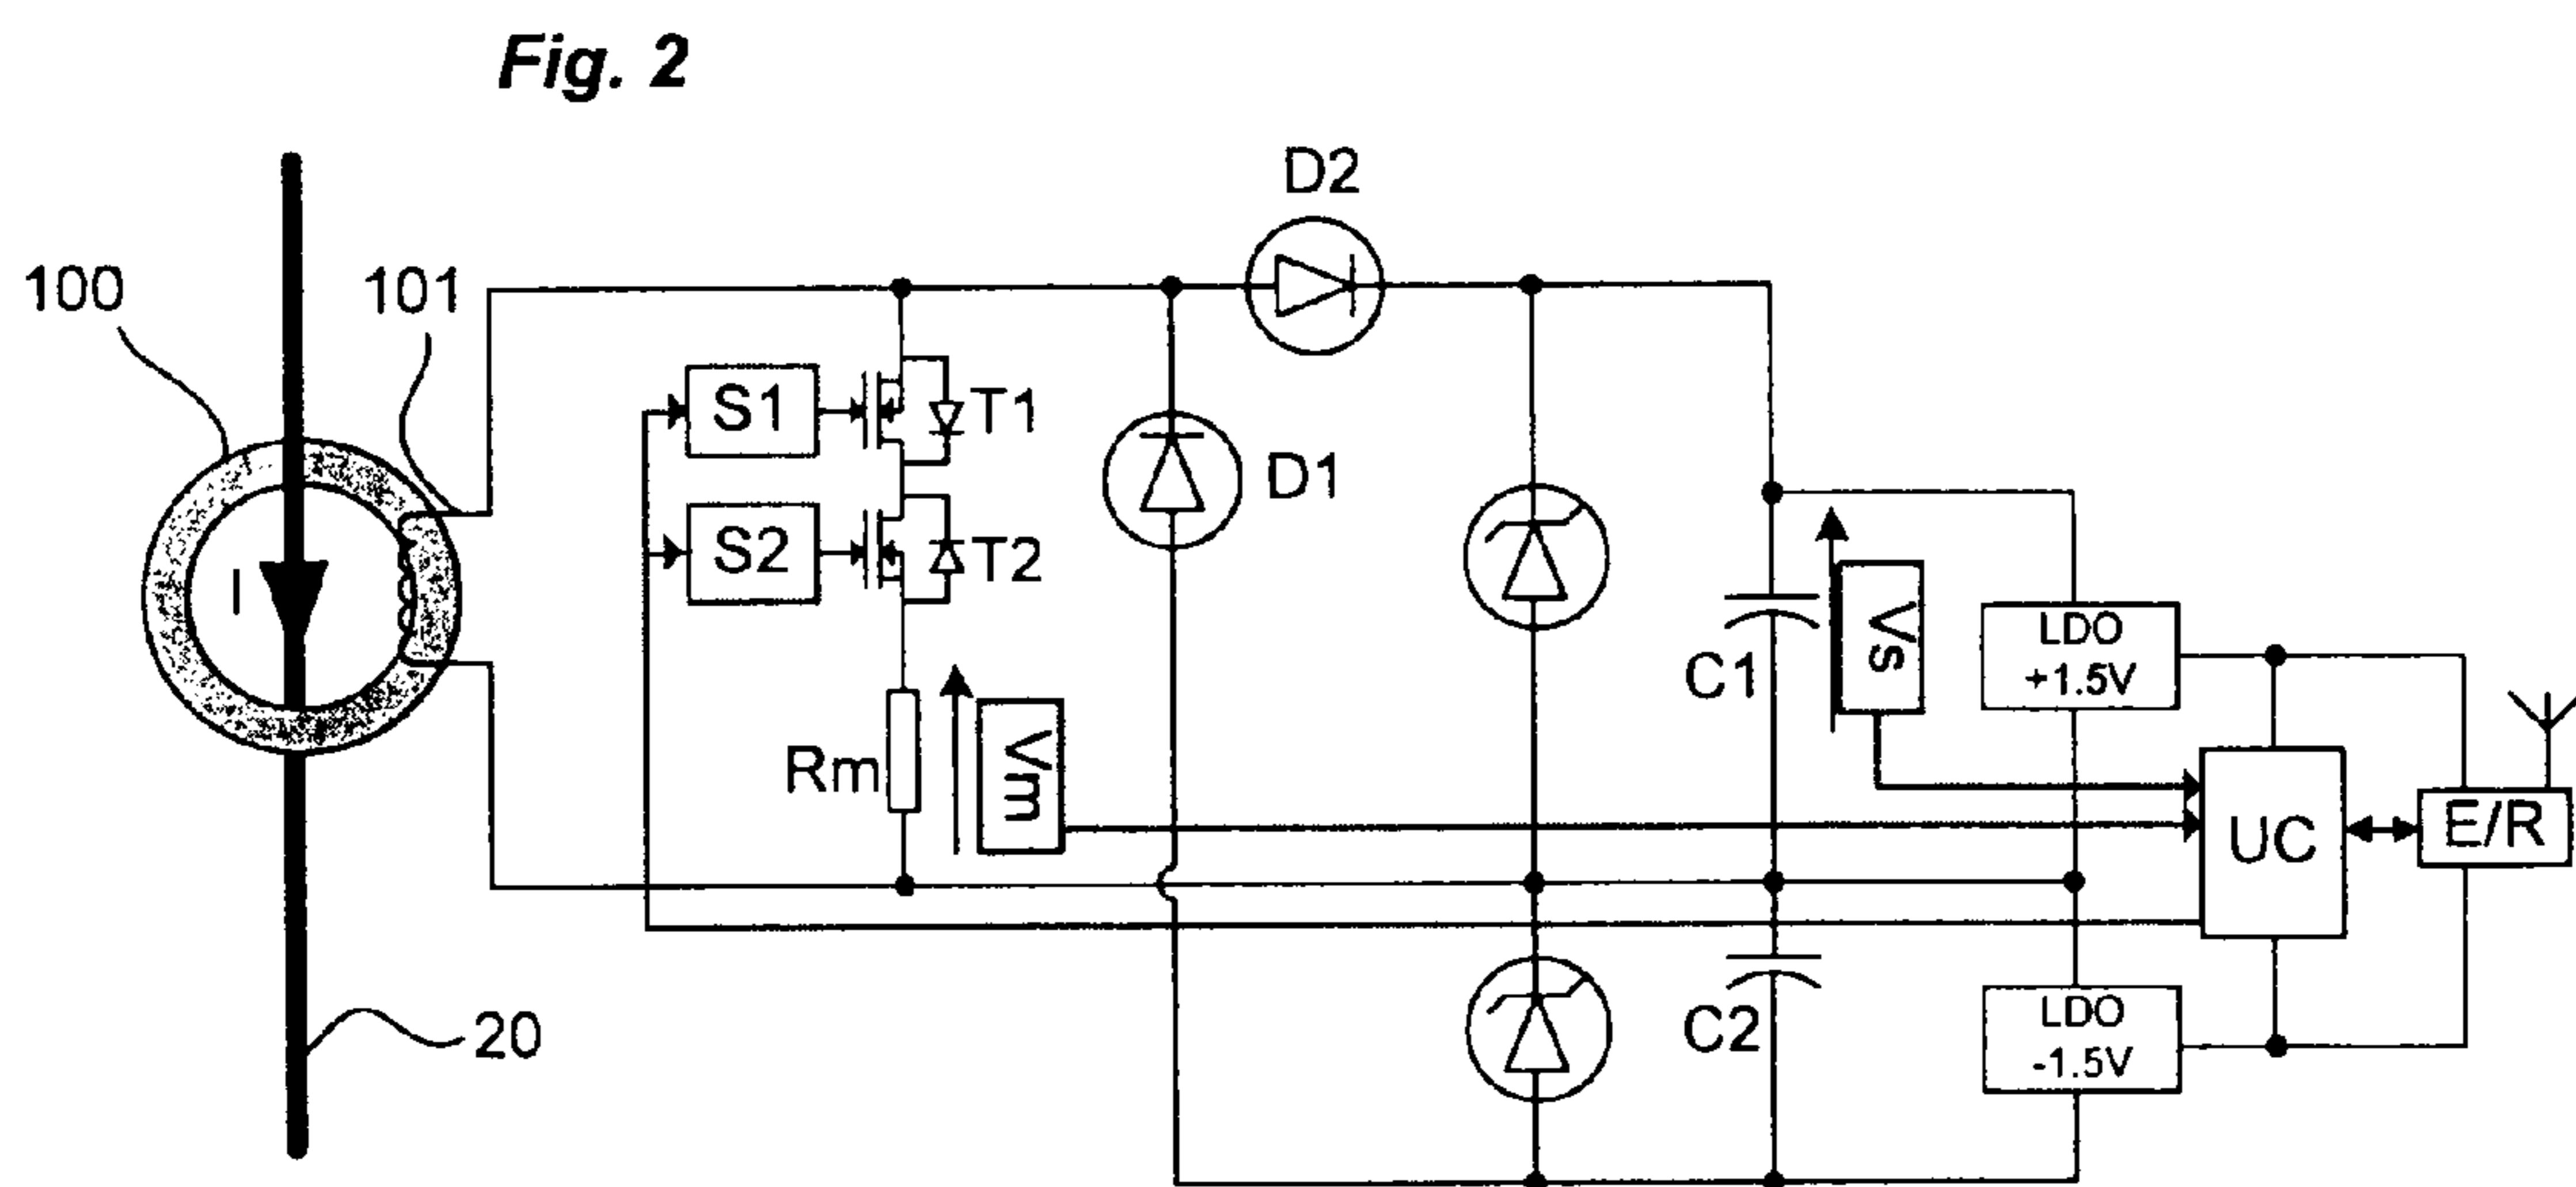 Fig. 2
D2
100
101
S1
T1
D1
I
S2
T2
Vs
LDO
+1.5V
C1
Rm
Vm
UC
E/R
C2
LDO
-1.5V
20